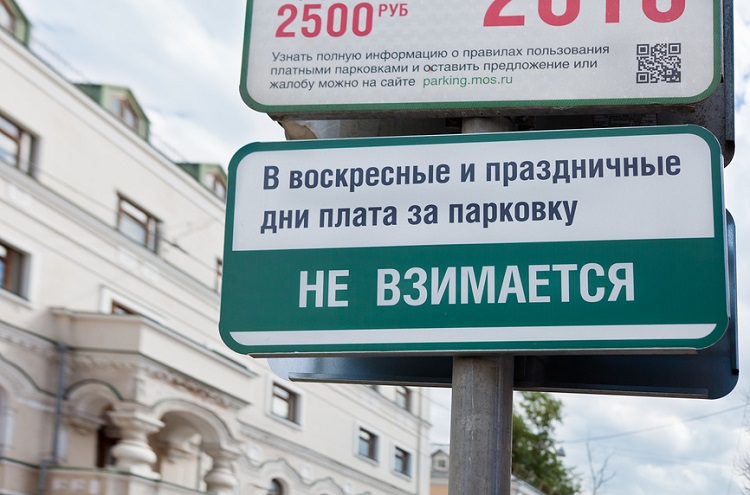 2500 РУБ
Узнать полную информацию о правилах пользования
платными парковками и оставить предложение или
жалобу можно на сайте parking.mos.ru
В воскресные и праздничные
дни плата за парковку
НЕ ВЗИМАЕТСЯ